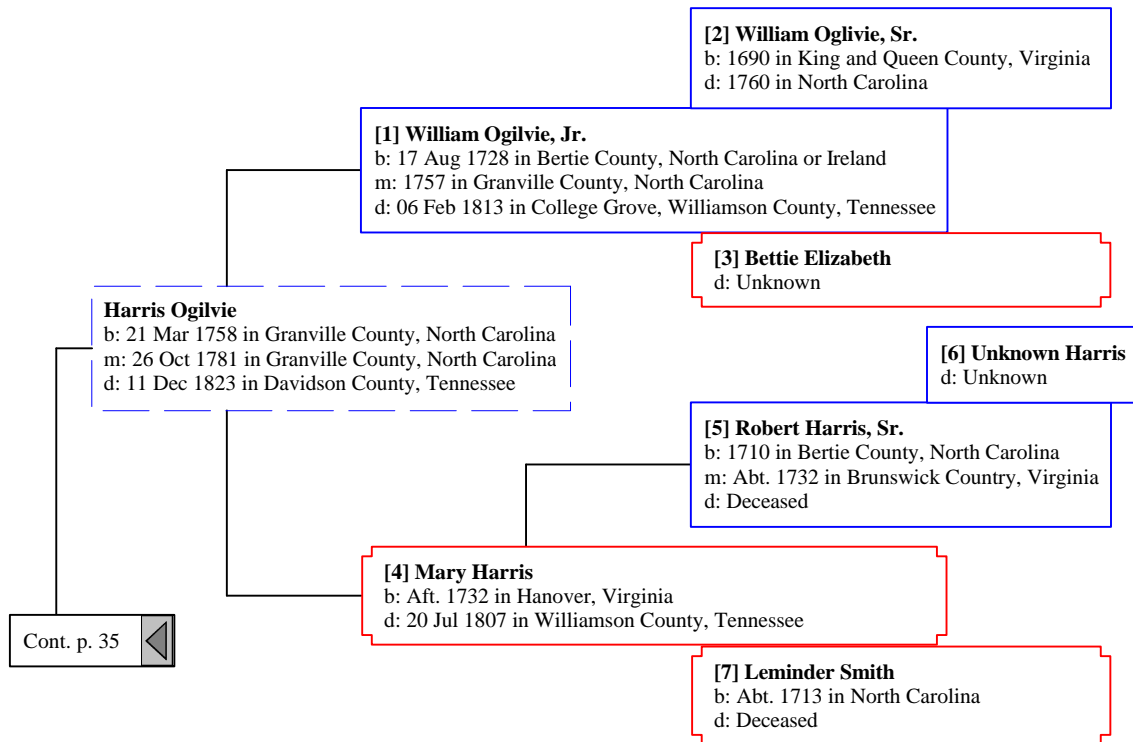 [2] William Oglivie, Sr.
b: 1690 in King and Queen County, Virginia
d: 1760 in North Carolina
[1] William Ogilvie, Jr.
b: 17 Aug 1728 in Bertie County, North Carolina or Ireland
m: 1757 in Granville County, North Carolina
d: 06 Feb 1813 in College Grove, Williamson County, Tennessee
[3] Bettie Elizabeth
d: Unknown
Harris Ogilvie
b: 21 Mar 1758 in Granville County, North Carolina
m: 26 Oct 1781 in Granville County, North Carolina
d: 11 Dec 1823 in Davidson County, Tennessee
[6] Unknown Harris
d: Unknown
[5] Robert Harris, Sr.
b: 1710 in Bertie County, North Carolina
m: Abt. 1732 in Brunswick Country, Virginia
d: Deceased
[4] Mary Harris
b: Aft. 1732 in Hanover, Virginia
d: 20 Jul 1807 in Williamson County, Tennessee
Cont. p. 35
[7] Leminder Smith
b: Abt. 1713 in North Carolina
d: Deceased